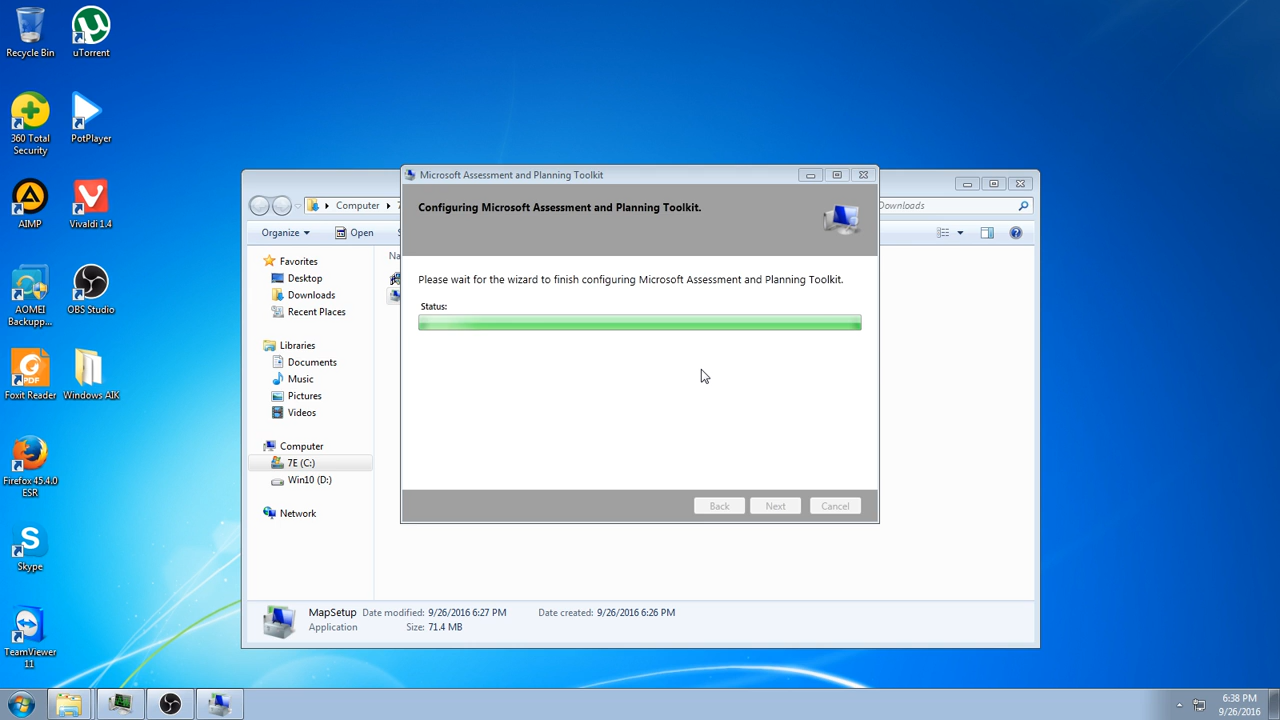 Recycle Bin
uTorrent
360 Total
Security
PotPlayer
AIMP
Vivaldi 1.4
AOMEI
Backupp...
OBS Studio
Foxit Reader
Windows AIK
Firefox 45.4.0
ESR
Skype
TeamViewer
11
Computer
Downloads
Organize
Open
Favorites
Desktop
Downloads
Recent Places
Libraries
Documents
Music
Pictures
Videos
Computer
7E (C:)
Win10 (D:)
Network
Microsoft Assessment and Planning Toolkit
Configuring Microsoft Assessment and Planning Toolkit.
Please wait for the wizard to finish configuring Microsoft Assessment and Planning Toolkit.
Status:
Back
Next
Cancel
MapSetup Date modified: 9/26/2016 6:27 PM Date created: 9/26/2016 6:26 PM
Application Size: 71.4 MB
6:38 PM
9/26/2016